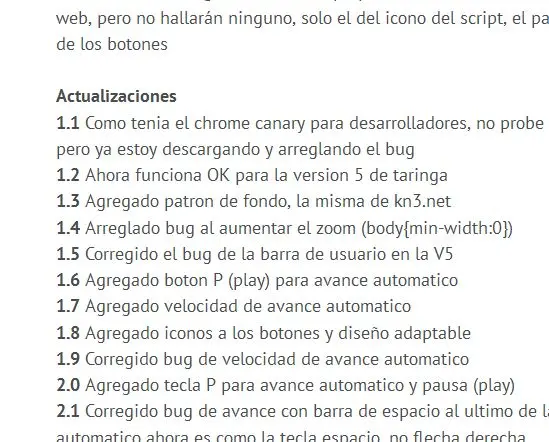 web, pero no hallarán ninguno, solo el del icono del script, el
de los botones
Actualizaciones
1.1 Como tenia el chrome canary para desarrolladores, no probe
pero ya estoy descargando y arreglando el bug
1.2 Ahora funciona OK para la version 5 de taringa
1.3 Agregado patron de fondo, la misma de kn3.net
1.4 Arreglado bug al aumentar el zoom (body{min-width:0})
1.5 Corregido el bug de la barra de usuario en la V5
1.6 Agregado boton P (play) para avance automatico
1.7 Agregado velocidad de avance automatico
1.8 Agregado iconos a los botones y diseño adaptable
1.9 Corregido bug de velocidad de avance automatico
2.0 Agregado tecla P para avance automatico y pausa (play)
2.1 Corregido bug de avance con barra de espacio al ultimo de
automatico ahora es como la tecla espacio, no flecha derecha